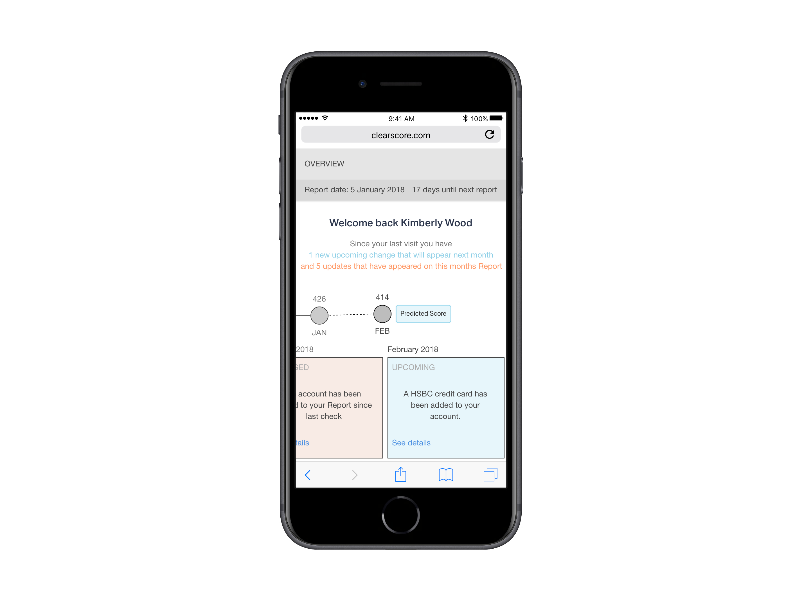 9:41 AM
100%
clearscore.com
OVERVIEW
Report date: 5 January 2018 17 days until next report
Welcome back Kimberly Wood
Since your last visit you have
1 new upcoming change that will appear next month
and 5 updates that have appeared on this months Report
426
414
Predicted Score
JAN
FEB
2018
February 2018
SED
UPCOMING
account has been
d to your Report since
last check
A HSBC credit card has
been added to your
account.
tails
See details